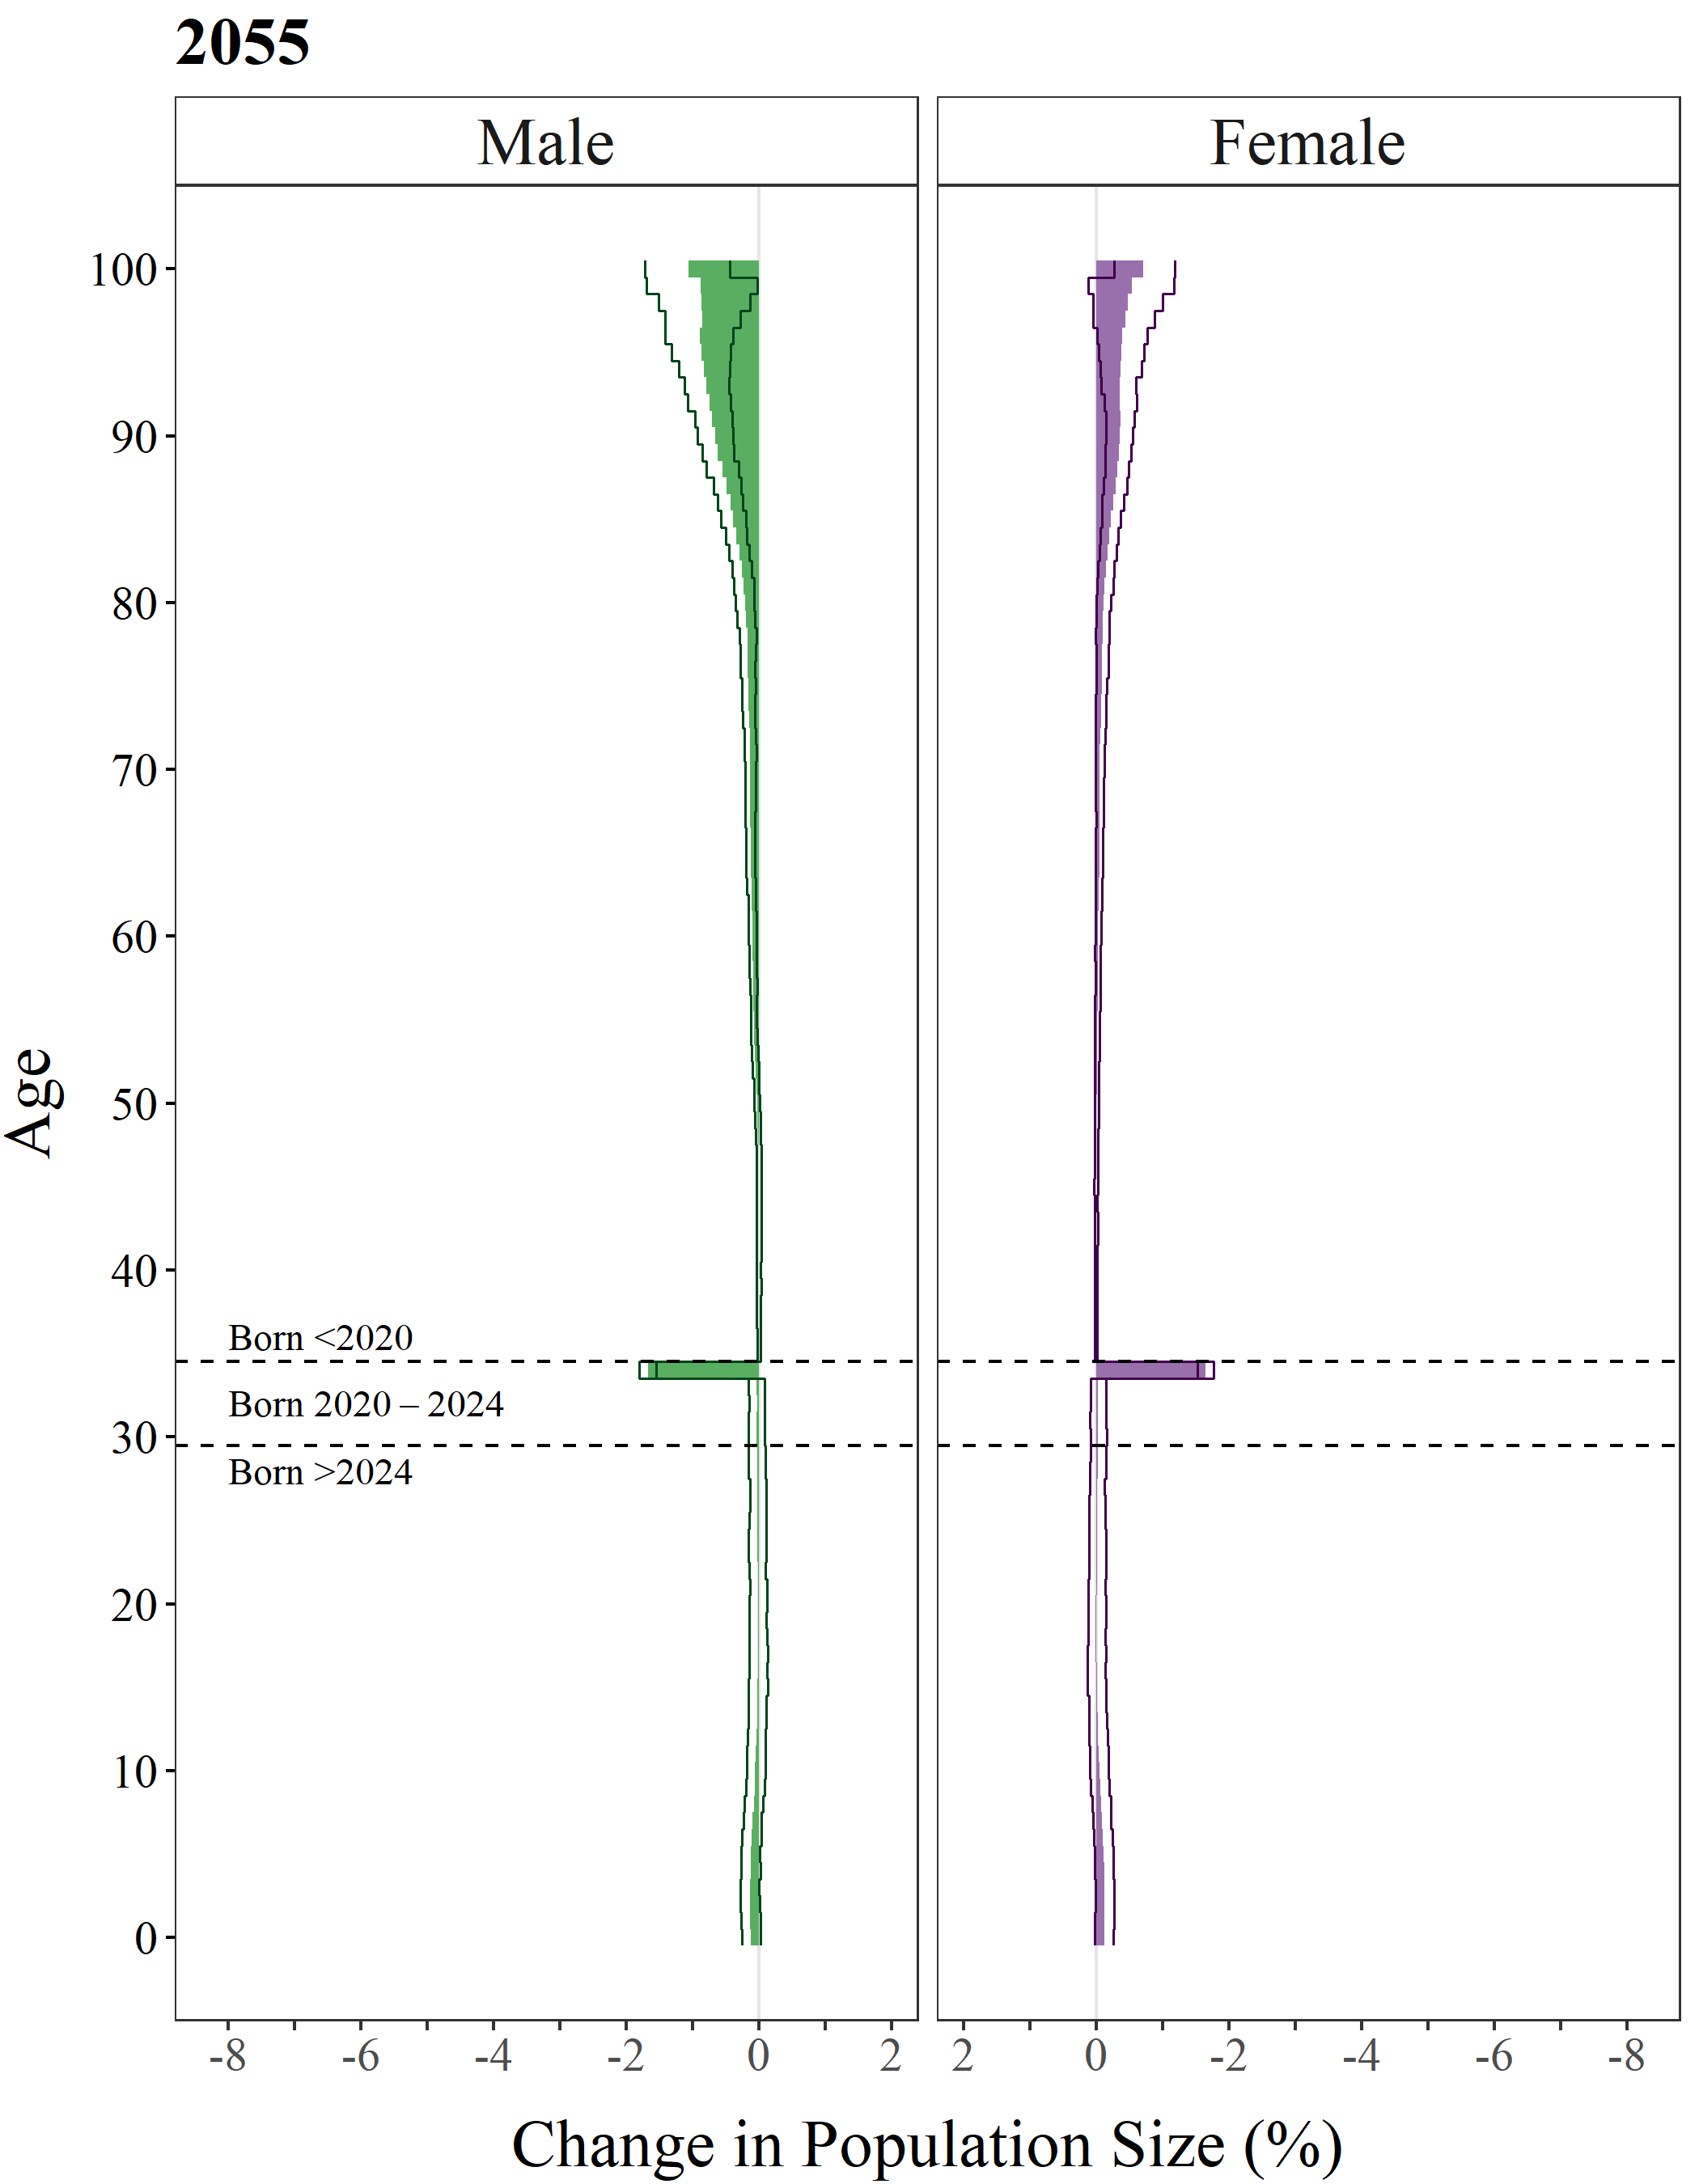 2055
Male Female
100
90
80
70
60
50
40
30
20
10
0
Age
Born <2020
Born 2020 – 2024
Born >2024
-8 -6 -4 -2 0 2 2 0 -2 -4 -6 -8
Change in Population Size (%)